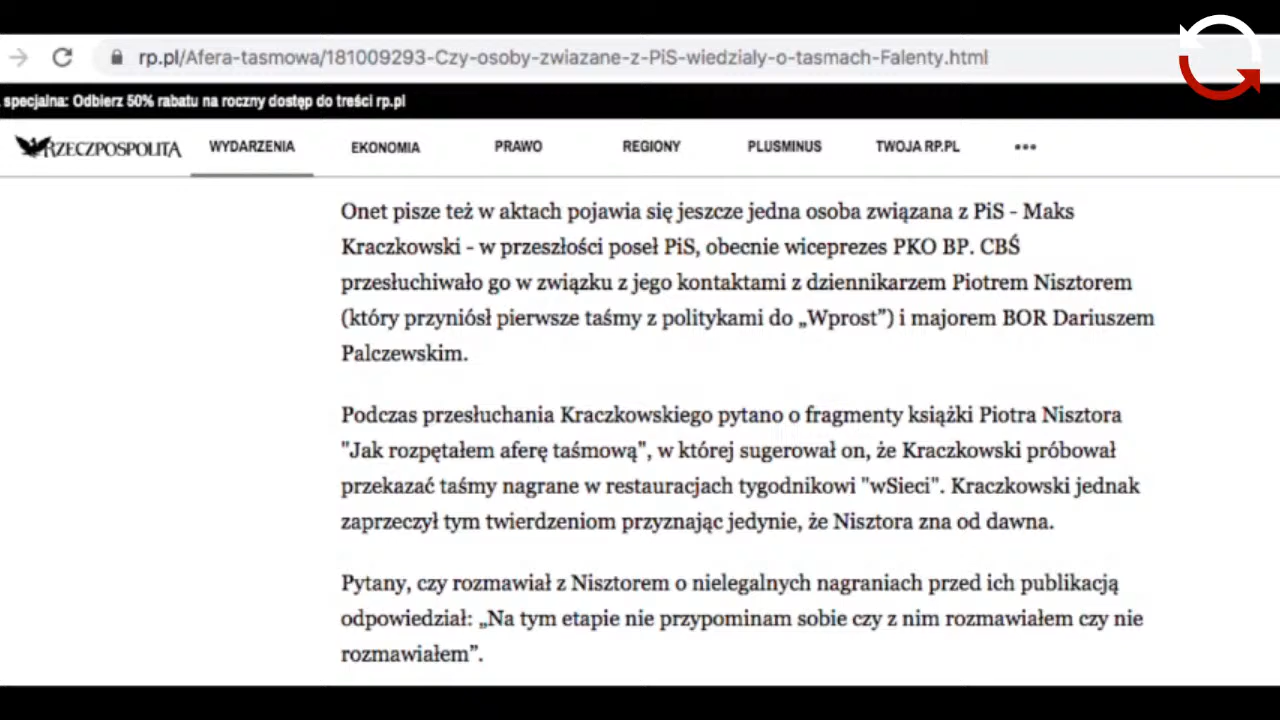 rp.pl/Afera-tasmowa/181009293-Czy-osoby-zwiazane-z-PiS-wiedzialy-o-tasmach-Falenty.html
specjalna: Odbierz 50% rabatu na roczny dostęp do treści rp.pl
RZECZPOSPOLITA WYDARZENIA EKONOMIA PRAWO REGIONY PLUSMINUS TWOJA RP.PL •••
Onet pisze też w aktach pojawia się jeszcze jedna osoba związana z PiS - Maks
Kraczkowski - w przeszłości poseł PiS, obecnie wiceprezes PKO BP. CBŚ
przesłuchiwało go w związku z jego kontaktami z dziennikarzem Piotrem Nisztorem
(który przyniósł pierwsze taśmy z politykami do „Wprost”) i majorem BOR Dariuszem
Palczewskim.
Podczas przesłuchania Kraczkowskiego pytano o fragmenty książki Piotra Nisztora
"Jak rozpętałem aferę taśmową", w której sugerował on, że Kraczkowski próbował
przekazać taśmy nagrane w restauracjach tygodnikowi "wSieci". Kraczkowski jednak
zaprzeczył tym twierdzeniom przyznając jedynie, że Nisztora zna od dawna.
Pytany, czy rozmawiał z Nisztorem o nielegalnych nagraniach przed ich publikacją
odpowiedział: „Na tym etapie nie przypominam sobie czy z nim rozmawiałem czy nie
rozmawiałem”.